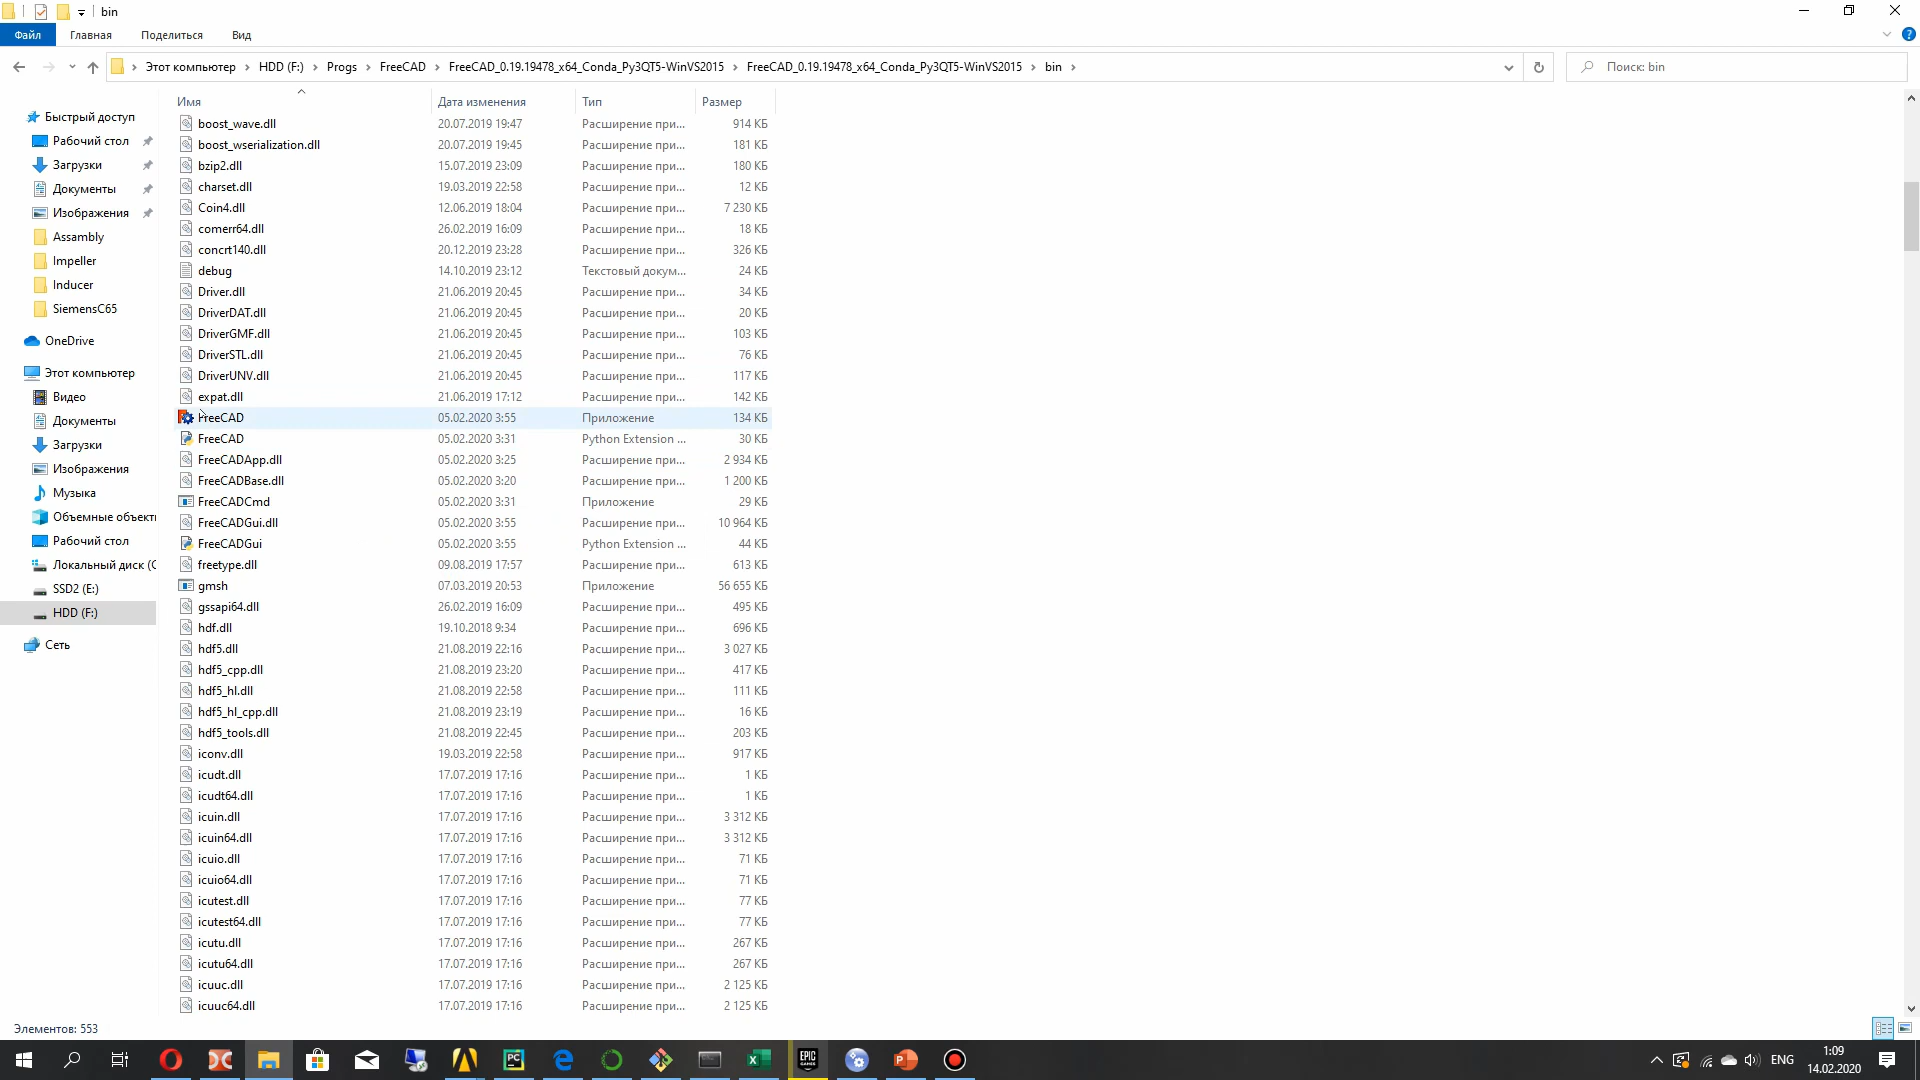 bin
Файл Главная Поделиться Вид
Этот компьютер HDD (F:) Progs FreeCAD FreeCAD_0.19.19478_x64_Conda_Py3QT5-WinVS2015 FreeCAD_0.19.19478_x64_Conda_Py3QT5-WinVS2015 bin Поиск: bin
Быстрый доступ
Рабочий стол
Загрузки
Документы
Изображения
Assambly
Impeller
Inducer
SiemensC65
OneDrive
Этот компьютер
Видео
Документы
Загрузки
Изображения
Музыка
Объемные объекты
Рабочий стол
Локальный диск (C
SSD2 (E:)
HDD (F:)
Сеть
Имя Дата изменения Тип Размер
boost_wave.dll 20.07.2019 19:47 Расширение при... 914 КБ
boost_wserialization.dll 20.07.2019 19:45 Расширение при... 181 КБ
bzip2.dll 15.07.2019 23:09 Расширение при... 180 КБ
charset.dll 19.03.2019 22:58 Расширение при... 12 КБ
Coin4.dll 12.06.2019 18:04 Расширение при... 7 230 КБ
comerr64.dll 26.02.2019 16:09 Расширение при... 18 КБ
concrt140.dll 20.12.2019 23:28 Расширение при... 326 КБ
debug 14.10.2019 23:12 Текстовый докум... 24 КБ
Driver.dll 21.06.2019 20:45 Расширение при... 34 КБ
DriverDAT.dll 21.06.2019 20:45 Расширение при... 20 КБ
DriverGMF.dll 21.06.2019 20:45 Расширение при... 103 КБ
DriverSTL.dll 21.06.2019 20:45 Расширение при... 76 КБ
DriverUNV.dll 21.06.2019 20:45 Расширение при... 117 КБ
expat.dll 21.06.2019 17:12 Расширение при... 142 КБ
FreeCAD 05.02.2020 3:55 Приложение 134 КБ
FreeCAD 05.02.2020 3:31 Python Extension ... 30 КБ
FreeCADApp.dll 05.02.2020 3:25 Расширение при... 2 934 КБ
FreeCADBase.dll 05.02.2020 3:20 Расширение при... 1 200 КБ
FreeCADCmd 05.02.2020 3:31 Приложение 29 КБ
FreeCADGui.dll 05.02.2020 3:55 Расширение при... 10 964 КБ
FreeCADGui 05.02.2020 3:55 Python Extension ... 44 КБ
freetype.dll 09.08.2019 17:57 Расширение при... 613 КБ
gmsh 07.03.2019 20:53 Приложение 56 655 КБ
gssapi64.dll 26.02.2019 16:09 Расширение при... 495 КБ
hdf.dll 19.10.2018 9:34 Расширение при... 696 КБ
hdf5.dll 21.08.2019 22:16 Расширение при... 3 027 КБ
hdf5_cpp.dll 21.08.2019 23:20 Расширение при... 417 КБ
hdf5_hl.dll 21.08.2019 22:58 Расширение при... 111 КБ
hdf5_hl_cpp.dll 21.08.2019 23:19 Расширение при... 16 КБ
hdf5_tools.dll 21.08.2019 22:45 Расширение при... 203 КБ
iconv.dll 19.03.2019 22:58 Расширение при... 917 КБ
icudt.dll 17.07.2019 17:16 Расширение при... 1 КБ
icudt64.dll 17.07.2019 17:16 Расширение при... 1 КБ
icuin.dll 17.07.2019 17:16 Расширение при... 3 312 КБ
icuin64.dll 17.07.2019 17:16 Расширение при... 3 312 КБ
icuio.dll 17.07.2019 17:16 Расширение при... 71 КБ
icuio64.dll 17.07.2019 17:16 Расширение при... 71 КБ
icutest.dll 17.07.2019 17:16 Расширение при... 77 КБ
icutest64.dll 17.07.2019 17:16 Расширение при... 77 КБ
icutu.dll 17.07.2019 17:16 Расширение при... 267 КБ
icutu64.dll 17.07.2019 17:16 Расширение при... 267 КБ
icuuc.dll 17.07.2019 17:16 Расширение при... 2 125 КБ
icuuc64.dll 17.07.2019 17:16 Расширение при... 2 125 КБ
Элементов: 553
PC
EPIC GAMES
ENG
1:09
14.02.2020